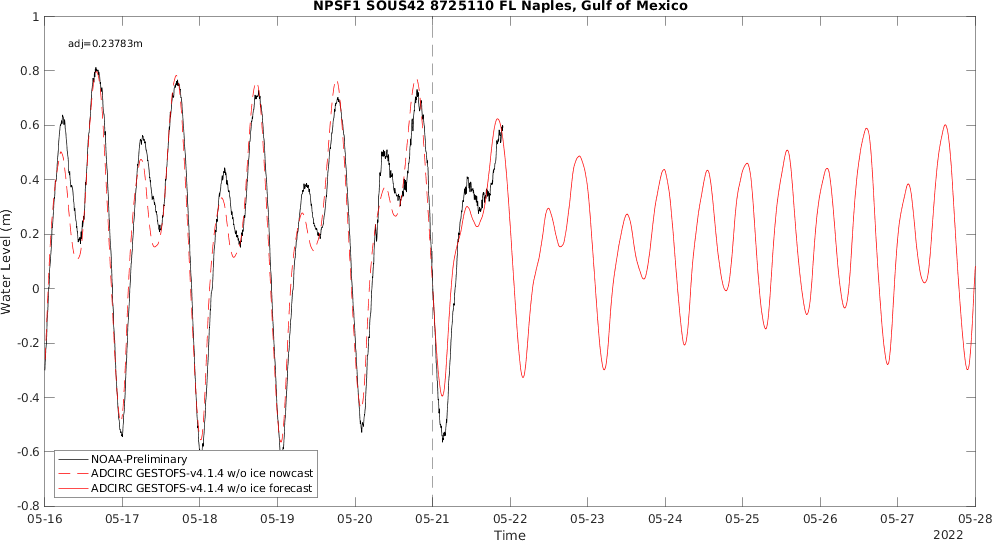 NPSF1 SOUS42 8725110 FL Naples, Gulf of Mexico
adj=0.23783m
1
0.8
0.6
0.4
0.2
0
-0.2
-0.4
-0.6
-0.8
Water Level (m)
NOAA-Preliminary
ADCIRC GESTOFS-v4.1.4 w/o ice nowcast
ADCIRC GESTOFS-v4.1.4 w/o ice forecast
05-16 05-17 05-18 05-19 05-20 05-21 05-22 05-23 05-24 05-25 05-26 05-27 05-28
Time
2022